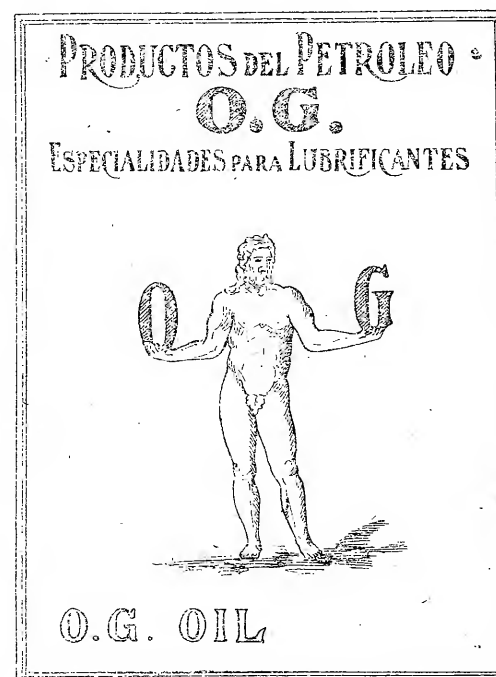 PRODUCTOS DEL PETROLEO
O.G.
ESPECIALIDADES PARA LUBRIFICANTES
O G
O.G. OIL